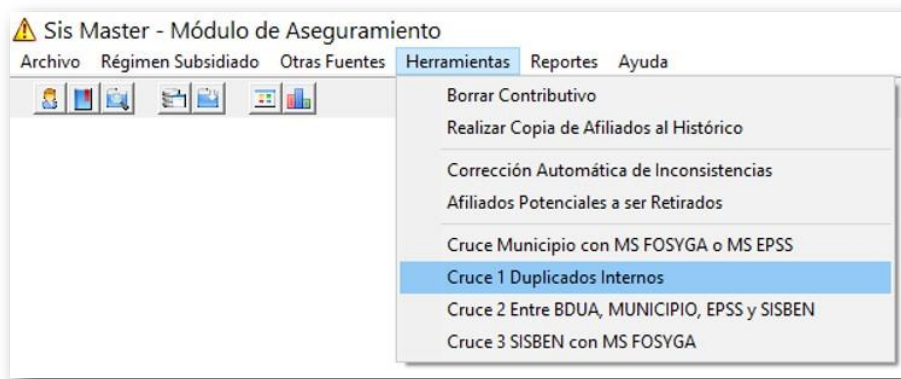 Sis Master - Módulo de Aseguramiento
Archivo Régimen Subsidiado Otras Fuentes Herramientas Reportes Ayuda
Borrar Contributivo
Realizar Copia de Afiliados al Histórico
Corrección Automática de Inconsistencias
Afiliados Potenciales a ser Retirados
Cruce Municipio con MS FOSYGA o MS EPSS
Cruce 1 Duplicados Internos
Cruce 2 Entre BDUA, MUNICIPIO, EPSS y SISBEN
Cruce 3 SISBEN con MS FOSYGA